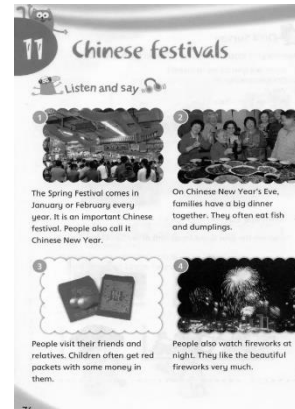 11 Chinese festivals
Listen and say
1
The Spring Festival comes in
January or February every
year. It is an important Chinese
festival. People also call it
Chinese New Year.
2
On Chinese New Year's Eve,
families have a big dinner
together. They often eat fish
and dumplings.
3
People visit their friends and
relatives. Children often get red
packets with some money in
them.
4
People also watch fireworks at
night. They like the beautiful
fireworks very much.